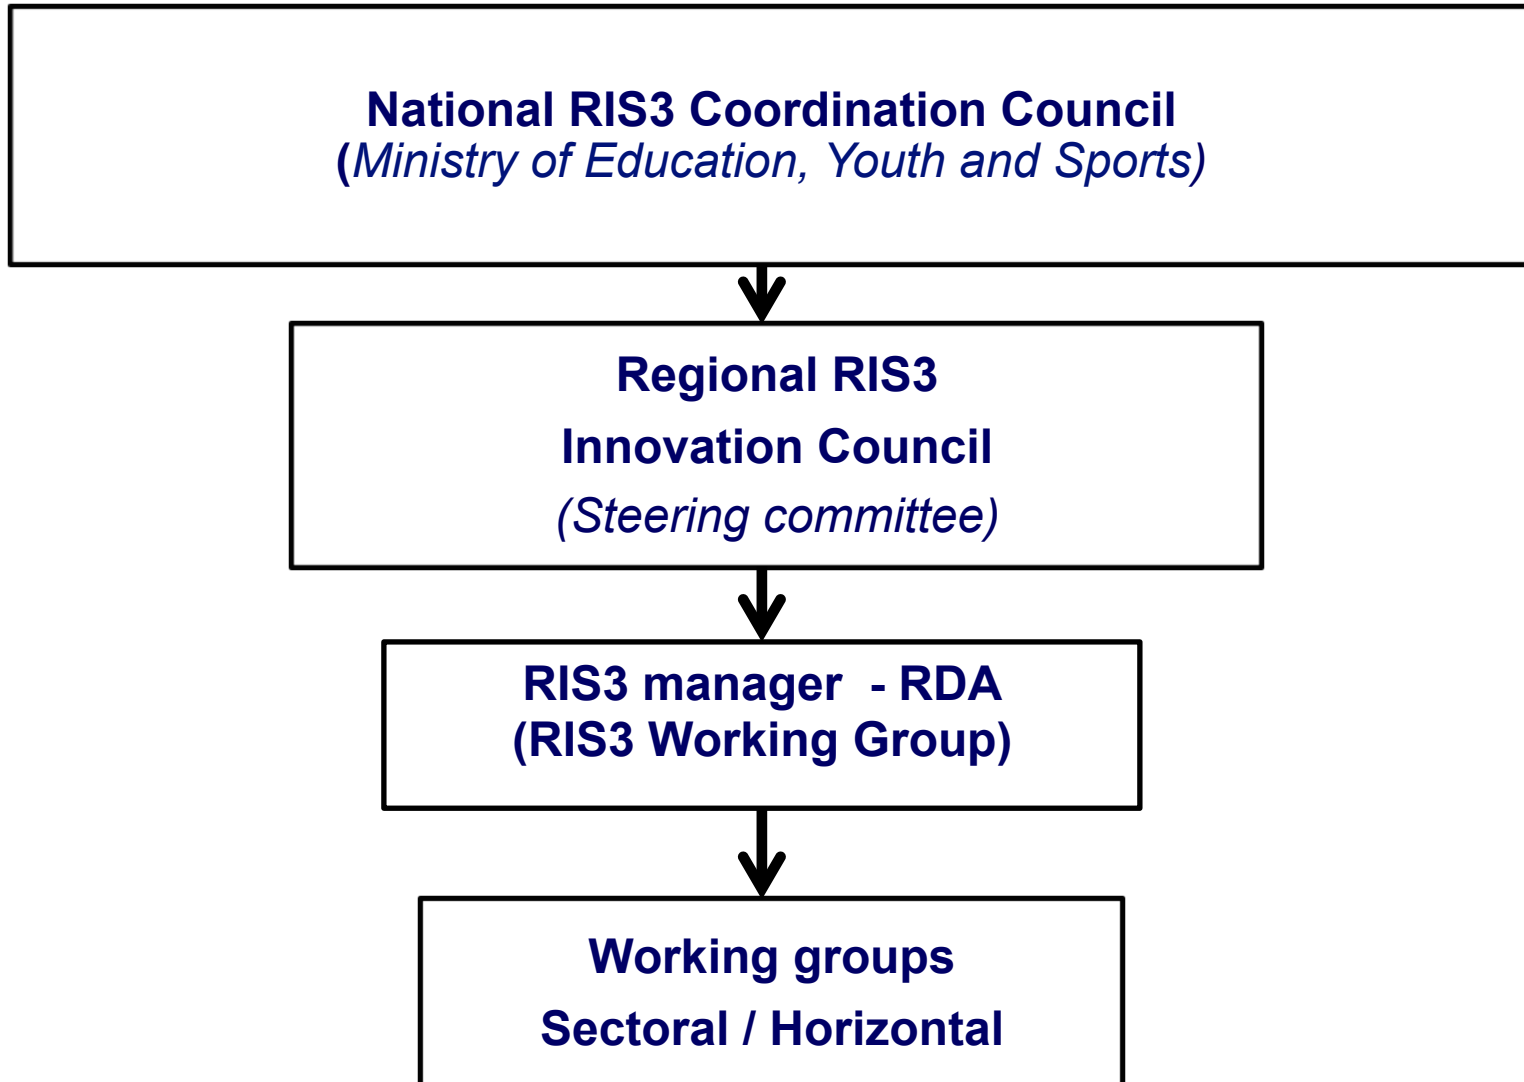 National RIS3 Coordination Council
(Ministry of Education, Youth and Sports)
Regional RIS3
Innovation Council
(Steering committee)
RIS3 manager  - RDA
(RIS3 Working Group)
Working groups
Sectoral / Horizontal